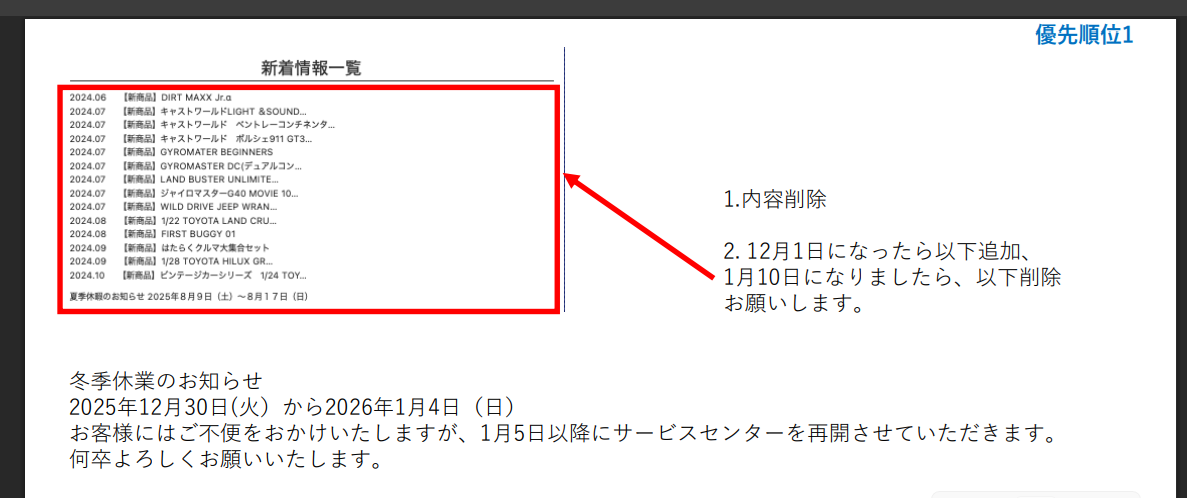 優先順位1
新着情報一覧
2024.06 【新商品】DIRT MAXX Jr.α
2024.07 【新商品】キャストワールドLIGHT &SOUND...
2024.07 【新商品】キャストワールド ベントレーコンチネンタ...
2024.07 【新商品】キャストワールド ポルシェ911 GT3...
2024.07 【新商品】GYROMATER BEGINNERS
2024.07 【新商品】GYROMASTER DC(デュアルコン...
2024.07 【新商品】LAND BUSTER UNLIMITE...
2024.07 【新商品】ジャイロマスターG40 MOVIE 10...
2024.07 【新商品】WILD DRIVE JEEP WRAN...
2024.08 【新商品】1/22 TOYOTA LAND CRU...
2024.08 【新商品】FIRST BUGGY 01
2024.09 【新商品】はたらくクルマ大集合セット
2024.09 【新商品】1/28 TOYOTA HILUX GR...
2024.10 【新商品】ビンテージカーシリーズ 1/24 TOY...
夏季休暇のお知らせ 2025年8月9日（土）～8月１７日（日）
1.内容削除
2. 12月1日になったら以下追加、
1月10日になりましたら、以下削除
お願いします。
冬季休業のお知らせ
2025年12月30日(火）から2026年1月4日（日）
お客様にはご不便をおかけいたしますが、1月5日以降にサービスセンターを再開させていただきます。
何卒よろしくお願いいたします。